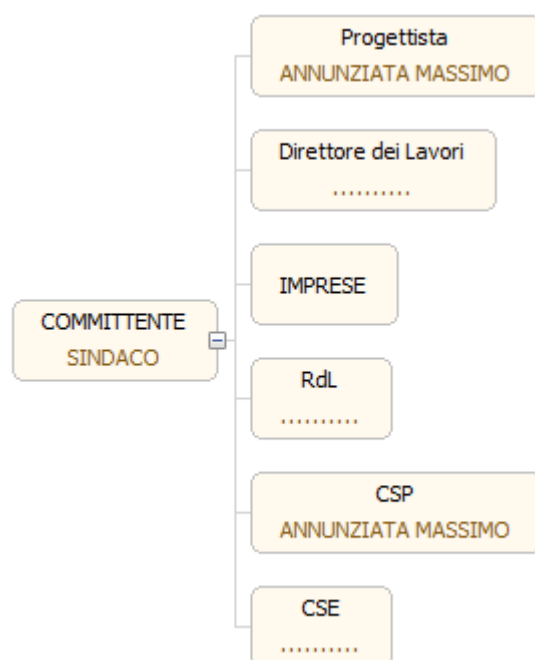 Progettista
ANNUNZIATA MASSIMO
Direttore dei Lavori
..........
IMPRESE
COMMITTENTE
SINDACO
RdL
..........
CSP
ANNUNZIATA MASSIMO
CSE
..........